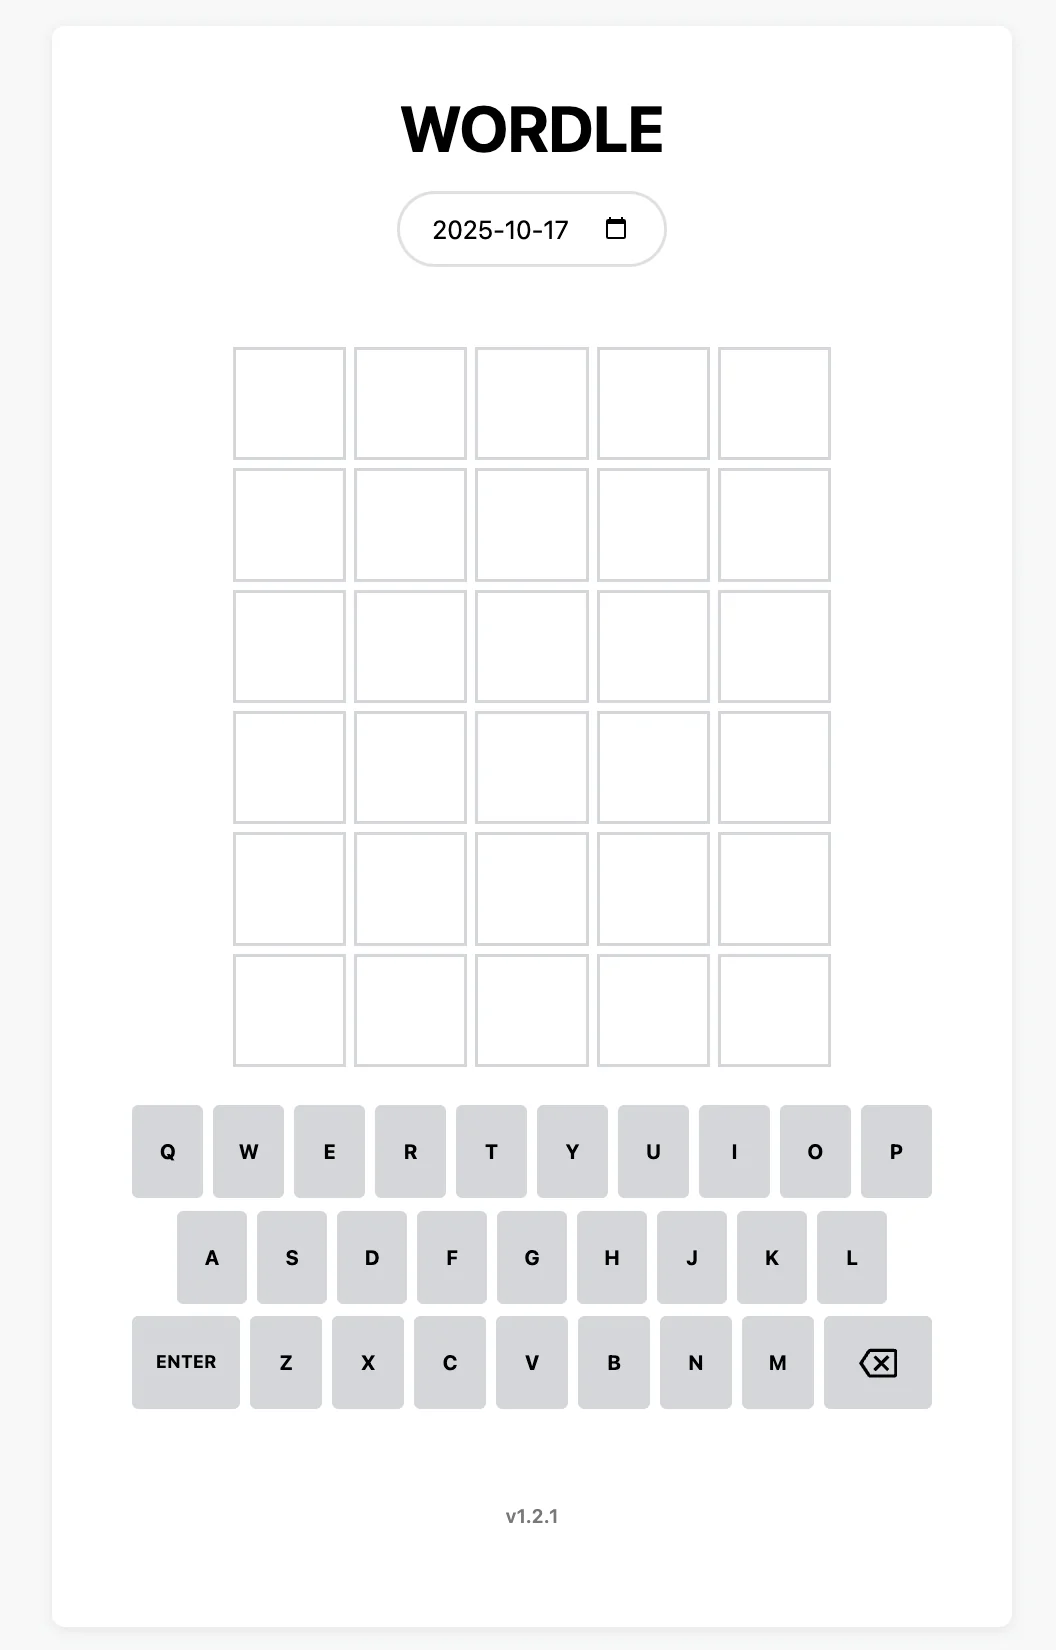 WORDLE
2025-10-17
Q W E R T Y U I O P
A S D F G H J K L
ENTER Z X C V B N M
v1.2.1